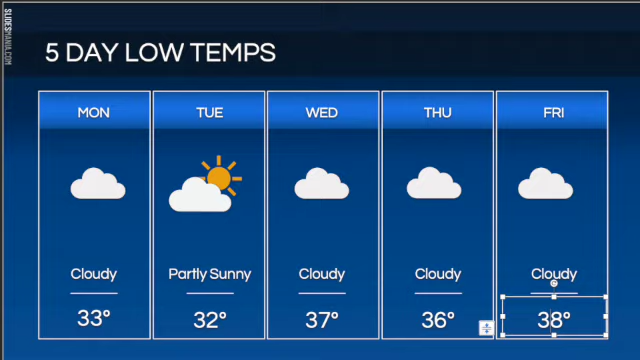 SLIDESMANIA.COM
5 DAY LOW TEMPS
MON
TUE
WED
THU
FRI
Cloudy
Partly Sunny
Cloudy
Cloudy
Cloudy
33°
32°
37°
36°
38°